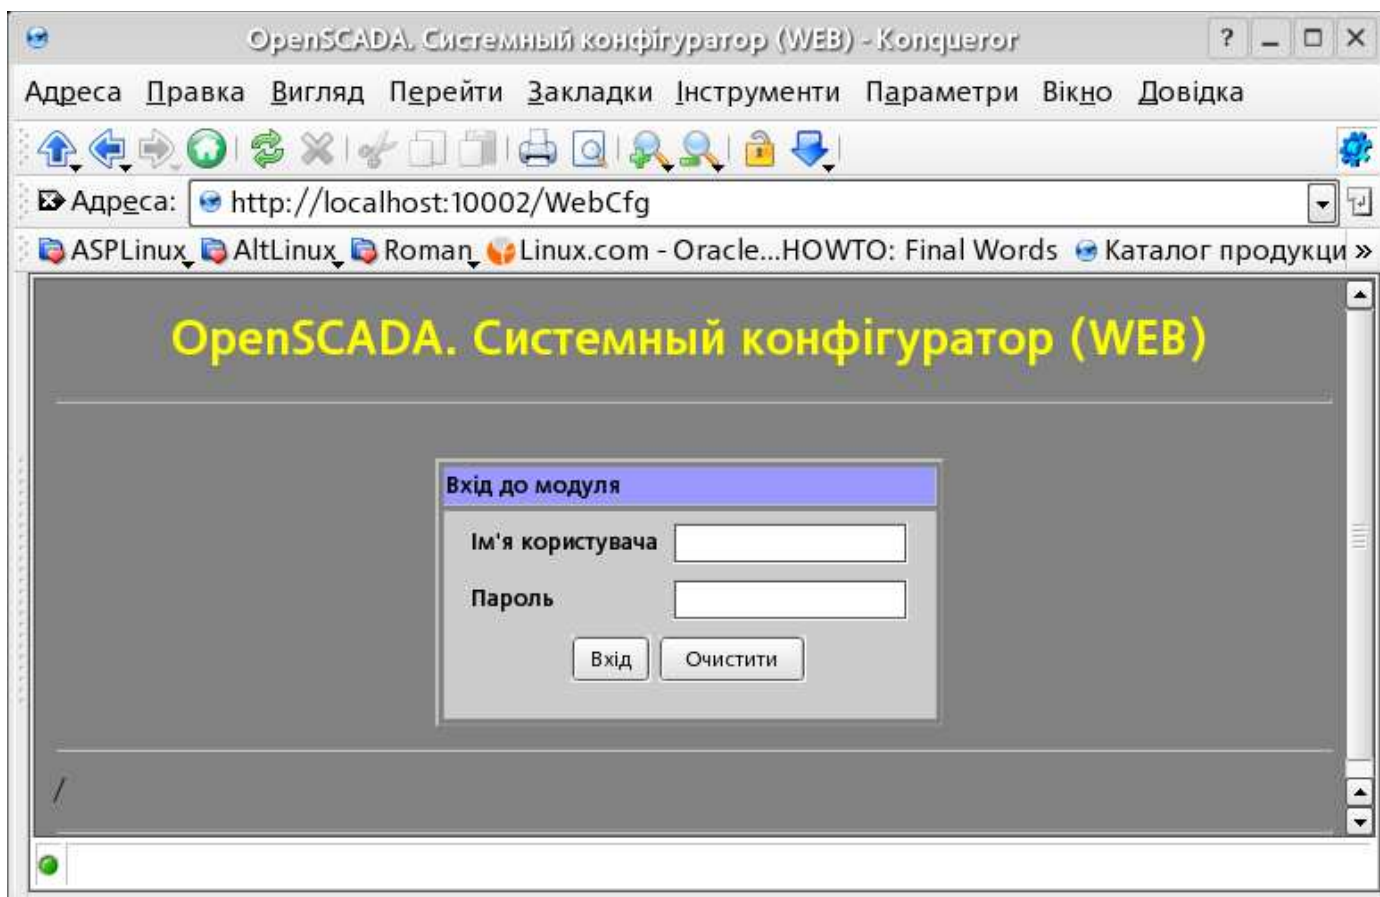 OpenSCADA. Системный конфігуратор (WEB) - Konqueror
Адреса Правка Вигляд Перейти Закладки Інструменти Параметри Вікно Довідка
Адреса: http://localhost:10002/WebCfg
ASPLinux AltLinux Roman Linux.com - Oracle...HOWTO: Final Words Каталог продукци »
OpenSCADA. Системный конфігуратор (WEB)
Вхід до модуля
Ім'я користувача
Пароль
Вхід Очистити
/